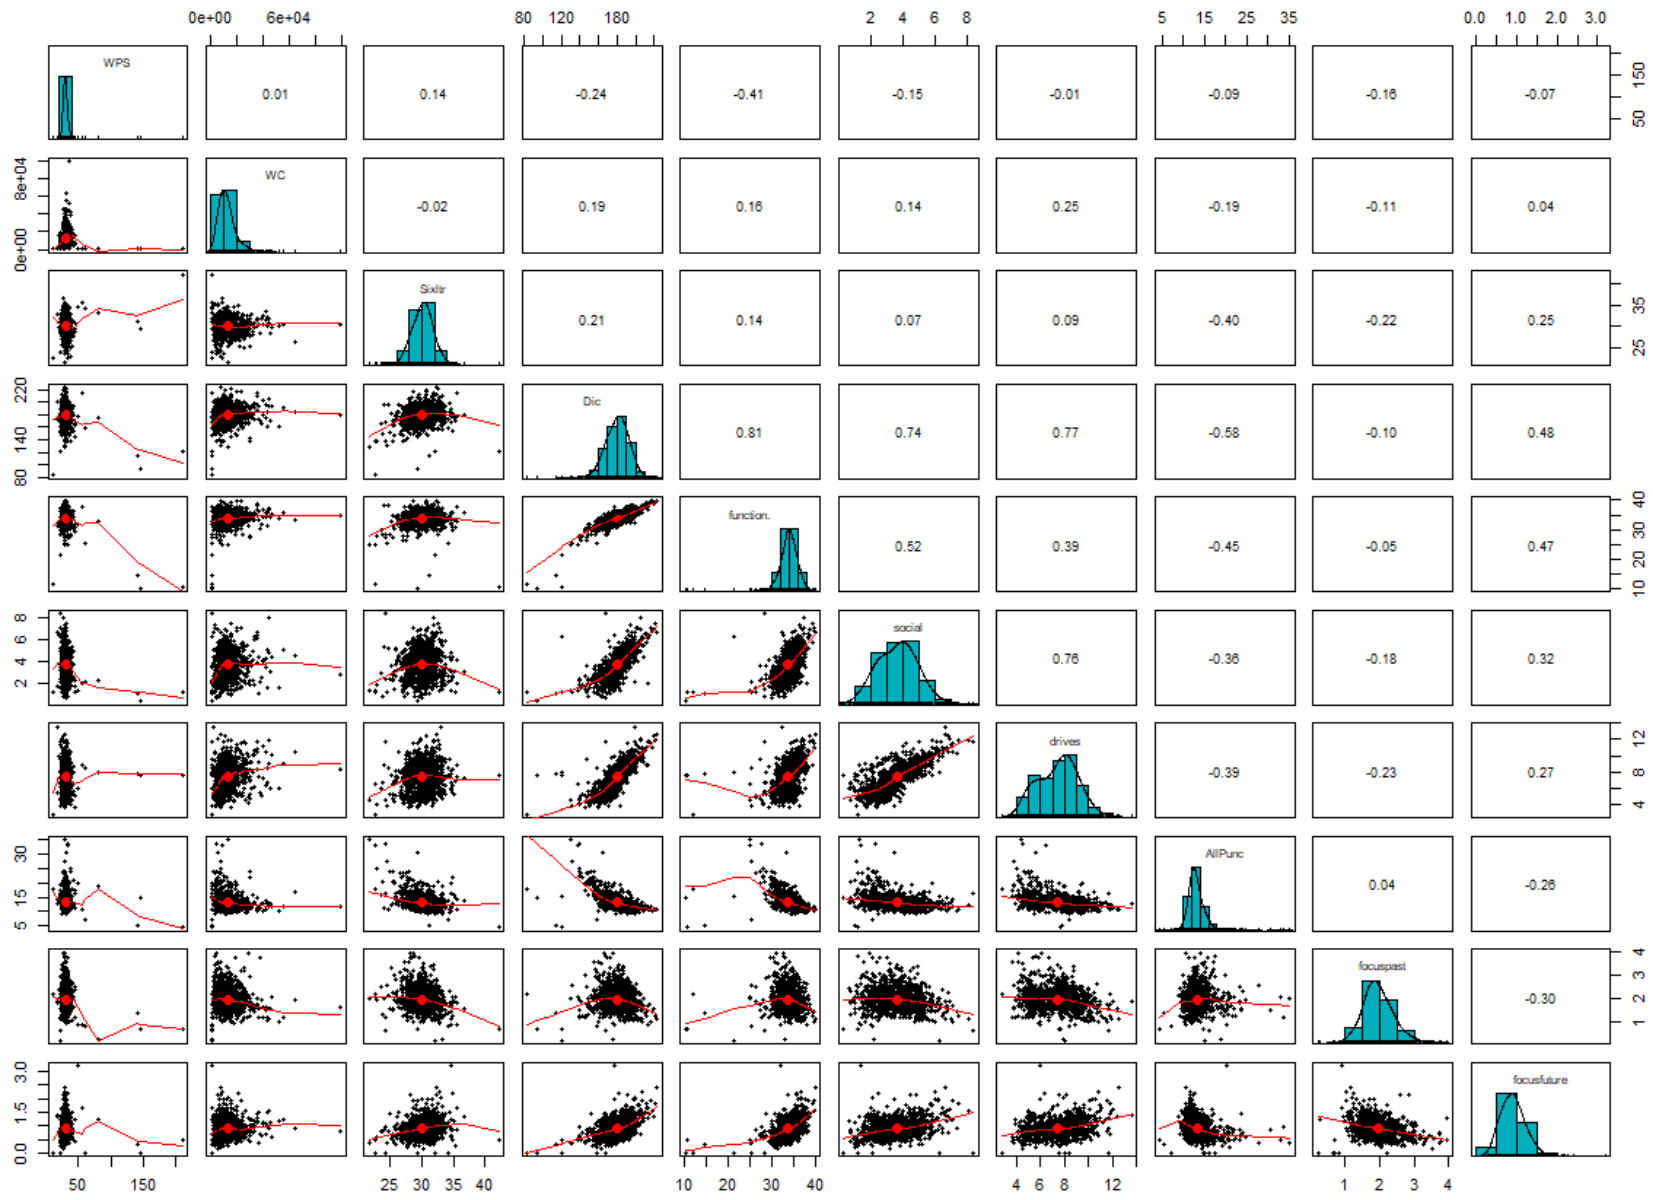 0e+00 6e+04 80 120 180 2 4 6 8 5 15 25 35 0.0 1.0 2.0 3.0
WPS 0.01 0.14 -0.24 -0.41 -0.15 -0.01 -0.09 -0.16 -0.07 50 150
0e+00 8e+04 WC -0.02 0.19 0.16 0.14 0.25 -0.19 -0.11 0.04
Sixltr 0.21 0.14 0.07 0.09 -0.40 -0.22 0.25 25 35
80 140 220 Dic 0.81 0.74 0.77 -0.58 -0.10 0.48
function. 0.52 0.39 -0.45 -0.05 0.47 10 20 30 40
2 4 6 8 social 0.76 -0.36 -0.18 0.32
drives -0.39 -0.23 0.27 4 8 12
5 15 30 AllPunc 0.04 -0.26
focuspast -0.30 1 2 3 4
0.0 1.5 3.0 focusfuture
50 150 25 30 35 40 10 20 30 40 4 6 8 12 1 2 3 4